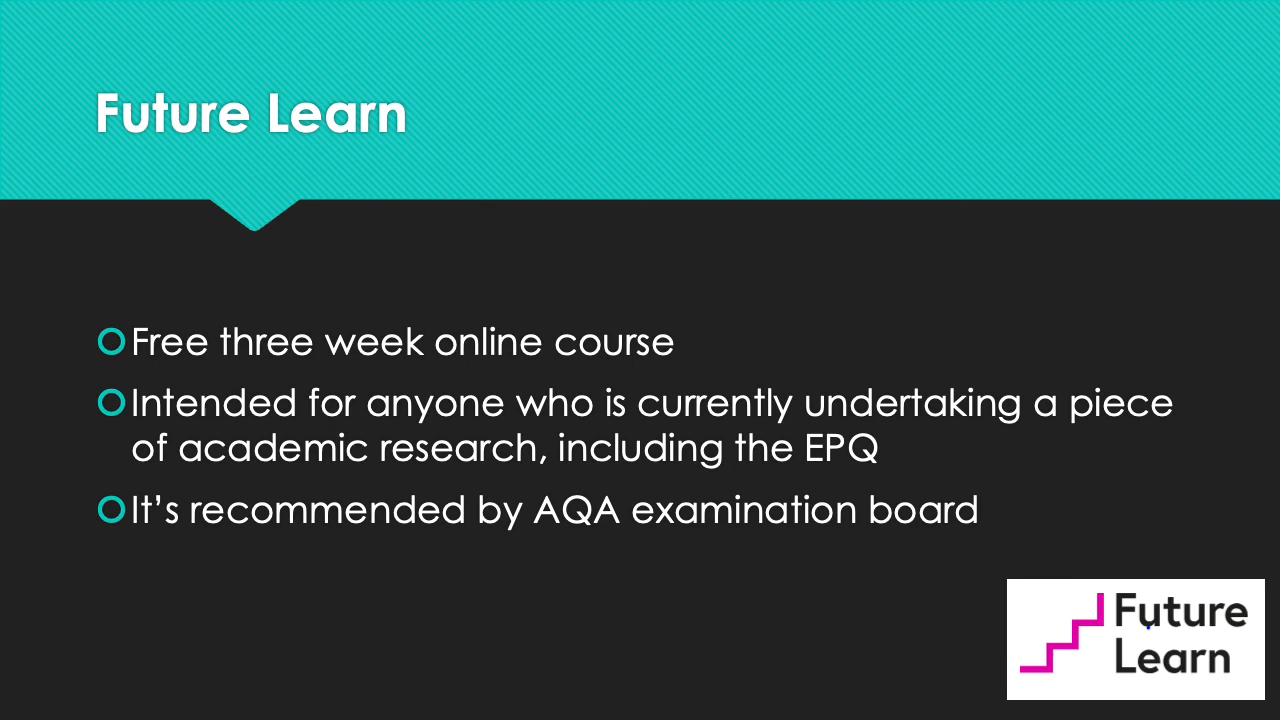 Future Learn
Free three week online course
Intended for anyone who is currently undertaking a piece
of academic research, including the EPQ
It’s recommended by AQA examination board
Future
Learn